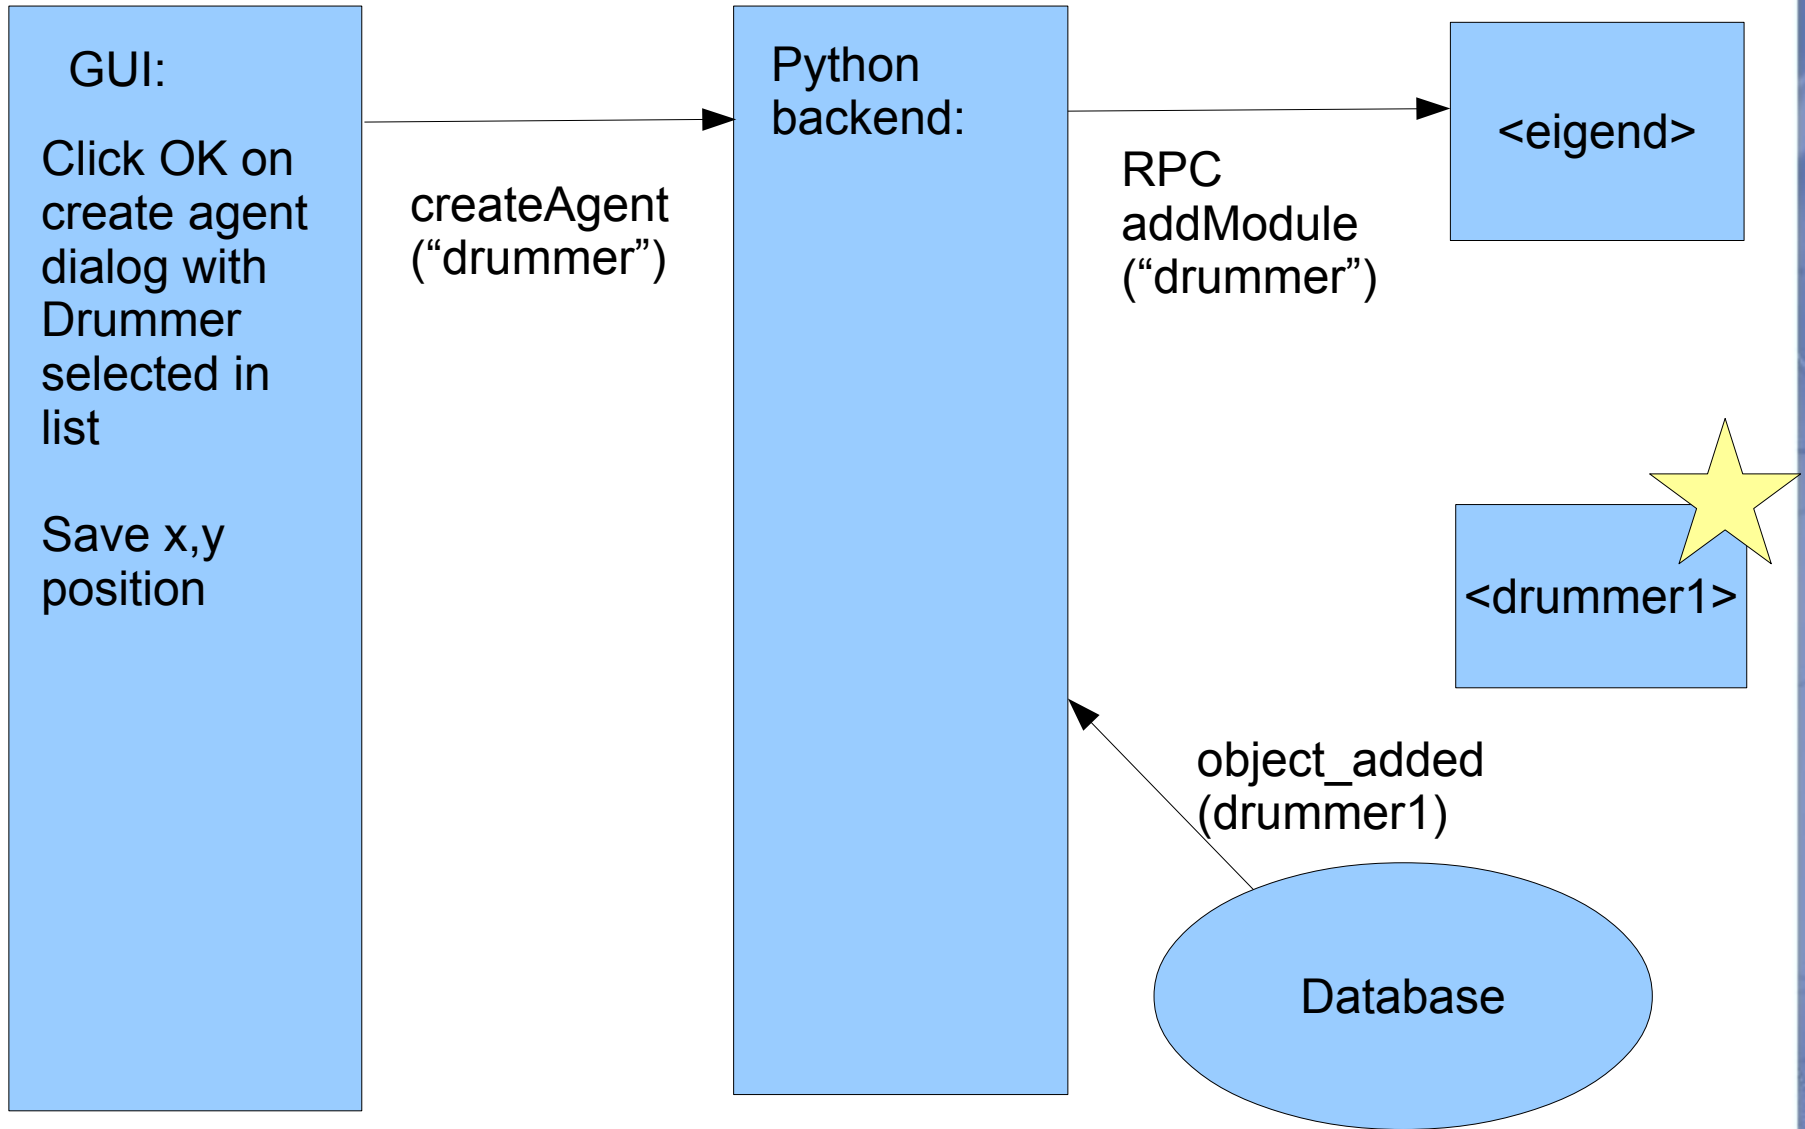 GUI:
Click OK on
create agent
dialog with
Drummer
selected in
list
Save x,y
position
createAgent
(“drummer”)
Python
backend:
RPC
addModule
(“drummer”)
<eigend>
<drummer1>
object_added
(drummer1)
Database